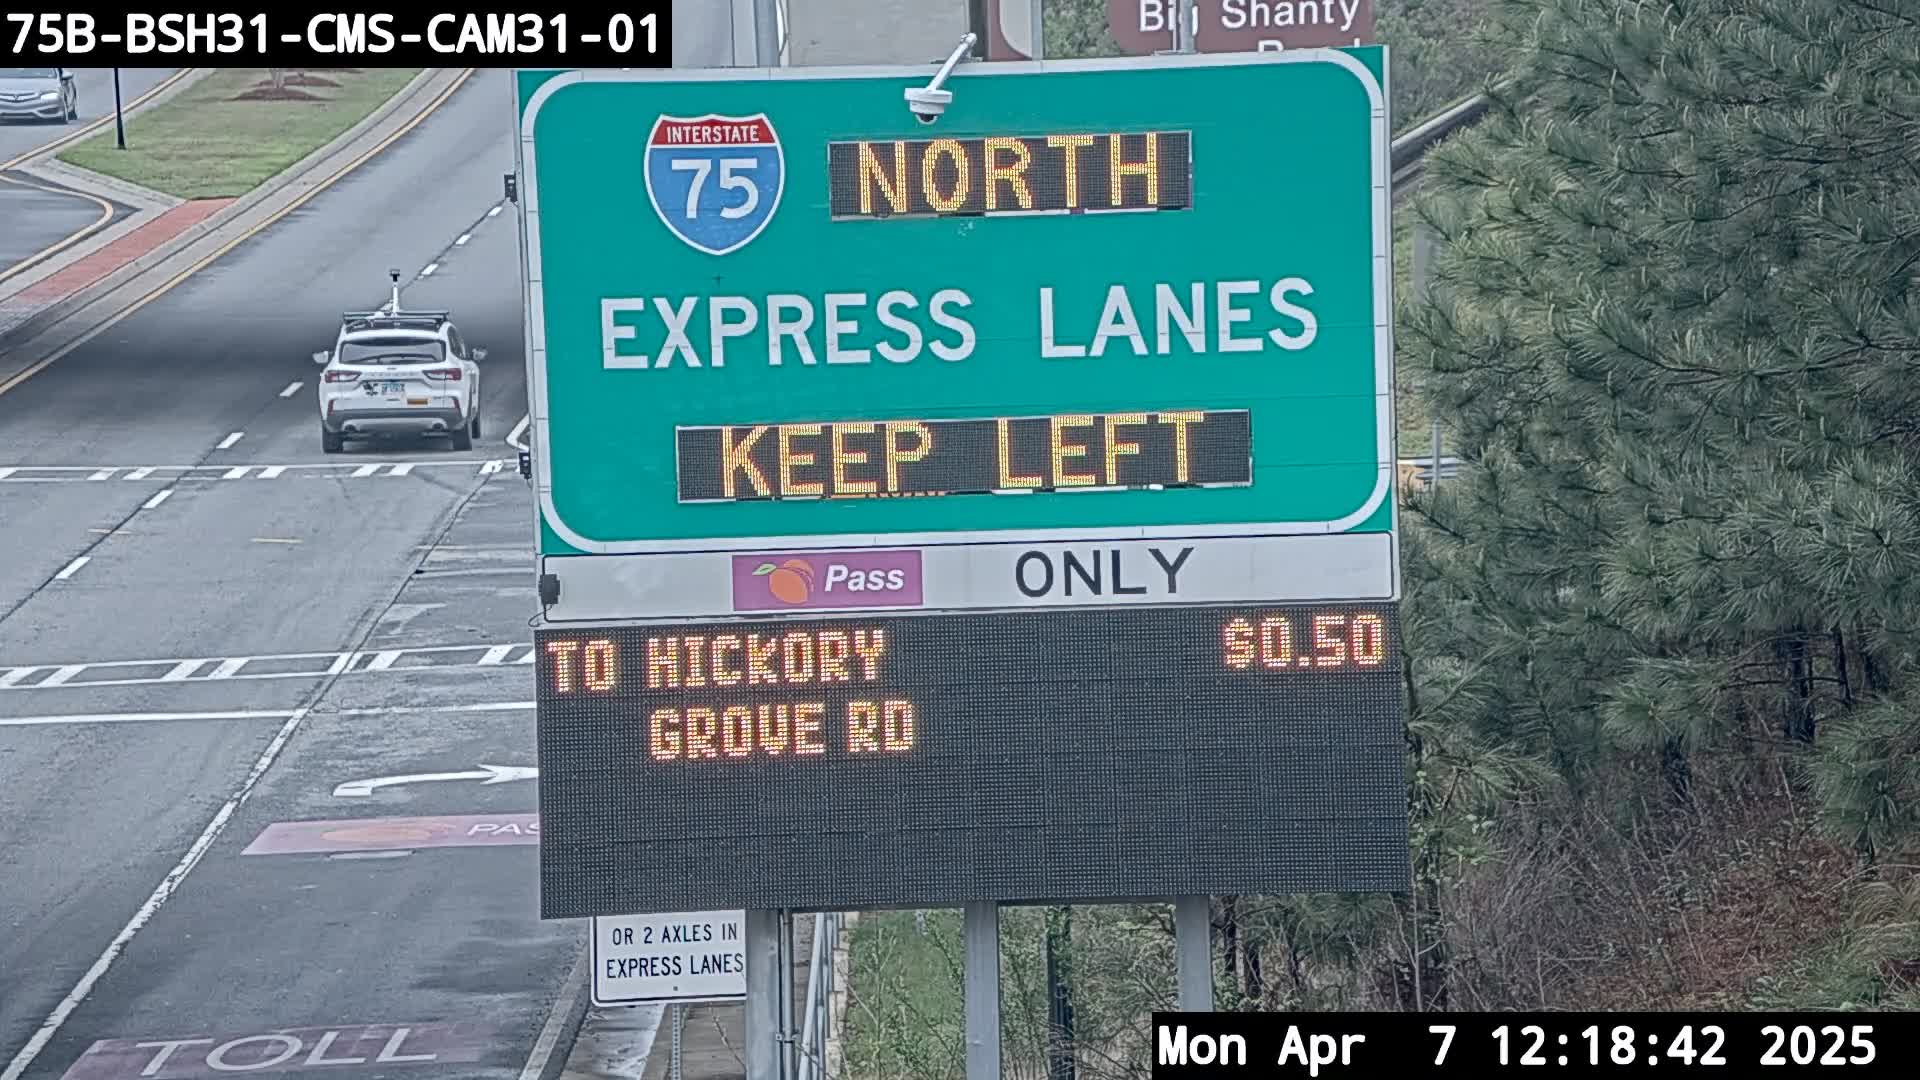 75B-BSH31-CMS-CAM31-01
Big Shanty
INTERSTATE
75
NORTH
EXPRESS LANES
KEEP LEFT
Pass ONLY
TO HICKORY $0.50
GROVE RD
PAS
OR 2 AXLES IN
EXPRESS LANES
TOLL
Mon Apr 7 12:18:42 2025